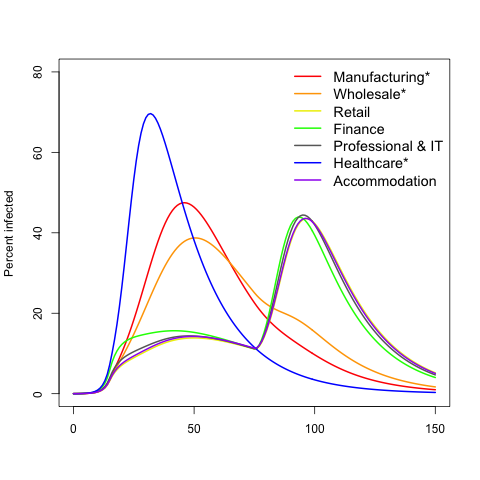 Percent infected
80
60
40
20
0
0 50 100 150
Manufacturing*
Wholesale*
Retail
Finance
Professional & IT
Healthcare*
Accommodation